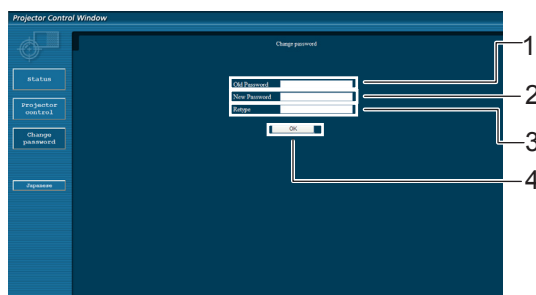 Projector Control Window
Change password
1
Status
Old Password
2
New Password
Projector
control
Retype
3
OK
Change
password
4
Japanese